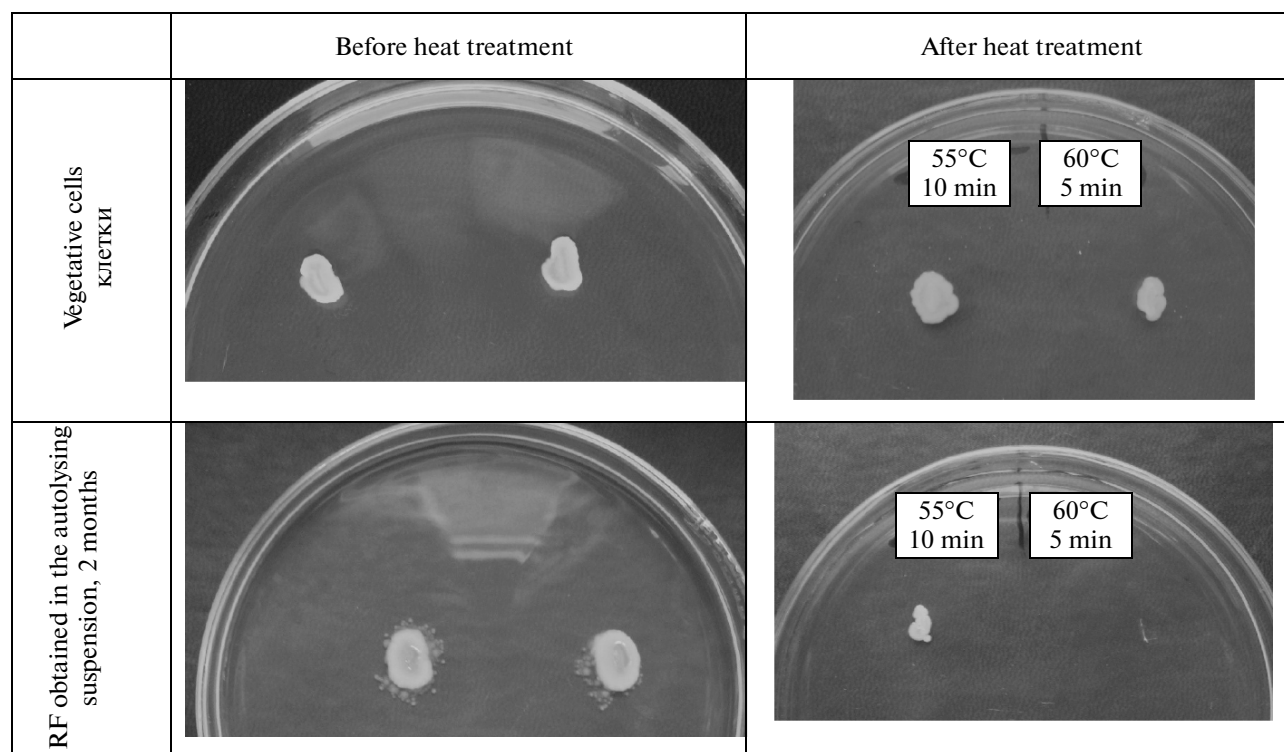 Before heat treatment
After heat treatment
Vegetative cells
клетки
55°C
10 min
60°C
5 min
RF obtained in the autolysing
suspension, 2 months
55°C
10 min
60°C
5 min